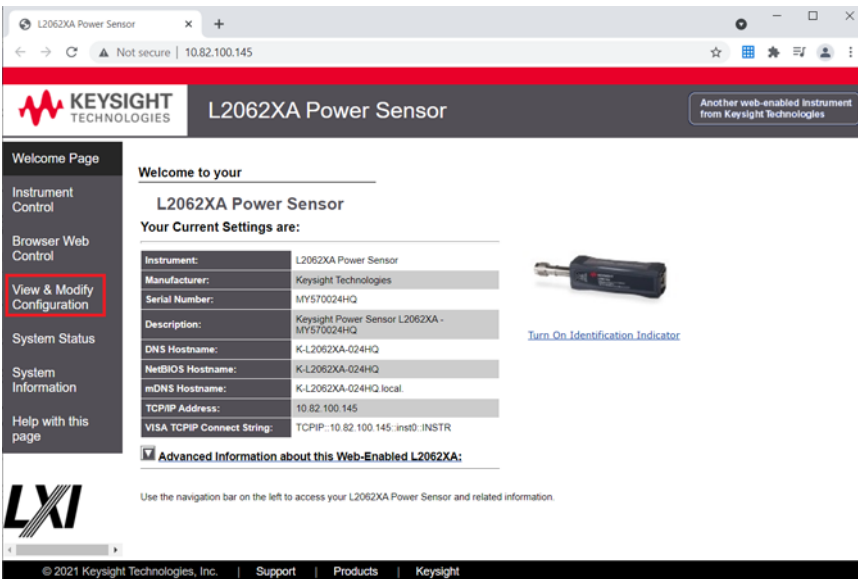 L2062XA Power Sensor
Not secure | 10.82.100.145
KEYSIGHT
TECHNOLOGIES
L2062XA Power Sensor
Another web-enabled instrument
from Keysight Technologies
Welcome Page
Instrument
Control
Browser Web
Control
View & Modify
Configuration
System Status
System
Information
Help with this
page
LXI
Welcome to your
L2062XA Power Sensor
Your Current Settings are:
Instrument: L2062XA Power Sensor
Manufacturer: Keysight Technologies
Serial Number: MY570024HQ
Description: Keysight Power Sensor L2062XA -
MY570024HQ
DNS Hostname: K-L2062XA-024HQ
NetBIOS Hostname: K-L2062XA-024HQ
mDNS Hostname: K-L2062XA-024HQ.local.
TCP/IP Address: 10.82.100.145
VISA TCPIP Connect String: TCPIP::10.82.100.145::inst0::INSTR
Advanced Information about this Web-Enabled L2062XA:
Use the navigation bar on the left to access your L2062XA Power Sensor and related information.
Turn On Identification Indicator
© 2021 Keysight Technologies, Inc. | Support | Products | Keysight